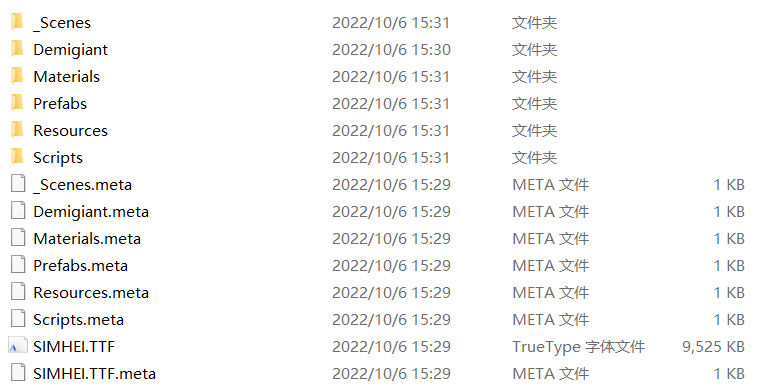 _Scenes 2022/10/6 15:31 文件夹
Demigiant 2022/10/6 15:30 文件夹
Materials 2022/10/6 15:31 文件夹
Prefabs 2022/10/6 15:31 文件夹
Resources 2022/10/6 15:31 文件夹
Scripts 2022/10/6 15:31 文件夹
_Scenes.meta 2022/10/6 15:29 META 文件 1 KB
Demigiant.meta 2022/10/6 15:29 META 文件 1 KB
Materials.meta 2022/10/6 15:29 META 文件 1 KB
Prefabs.meta 2022/10/6 15:29 META 文件 1 KB
Resources.meta 2022/10/6 15:29 META 文件 1 KB
Scripts.meta 2022/10/6 15:29 META 文件 1 KB
SIMHEI.TTF 2022/10/6 15:29 TrueType 字体文件 9,525 KB
SIMHEI.TTF.meta 2022/10/6 15:29 META 文件 1 KB